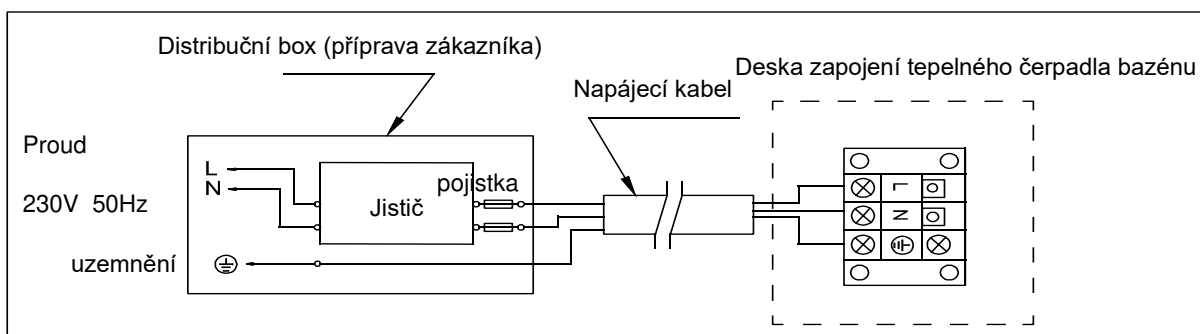 Distribuční box (příprava zákazníka)
Deska zapojení tepelného čerpadla bazénu
Napájecí kabel
Proud
L
N
pojistka
230V 50Hz
Jistič
uzemnění
L
N